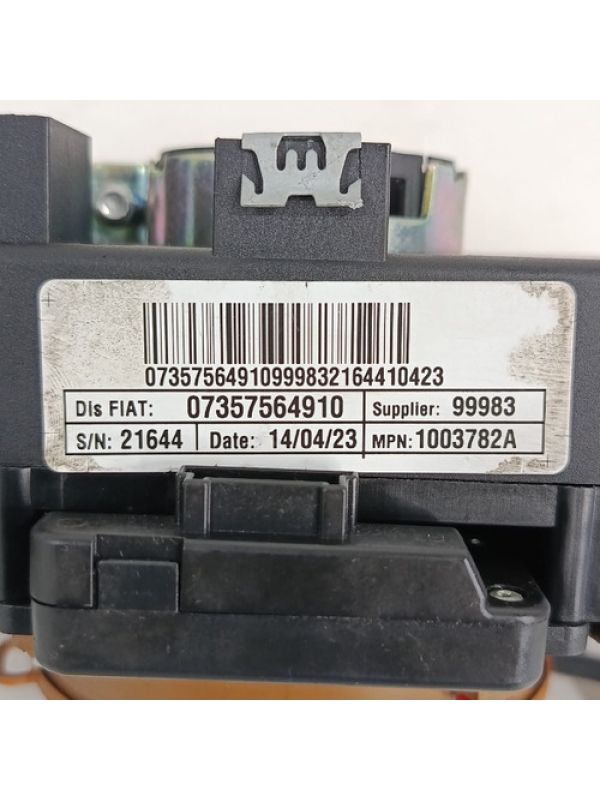 07357564910999832164410423
Dis FIAT: 07357564910 Supplier: 99983
S/N: 21644 Date: 14/04/23 MPN: 1003782A